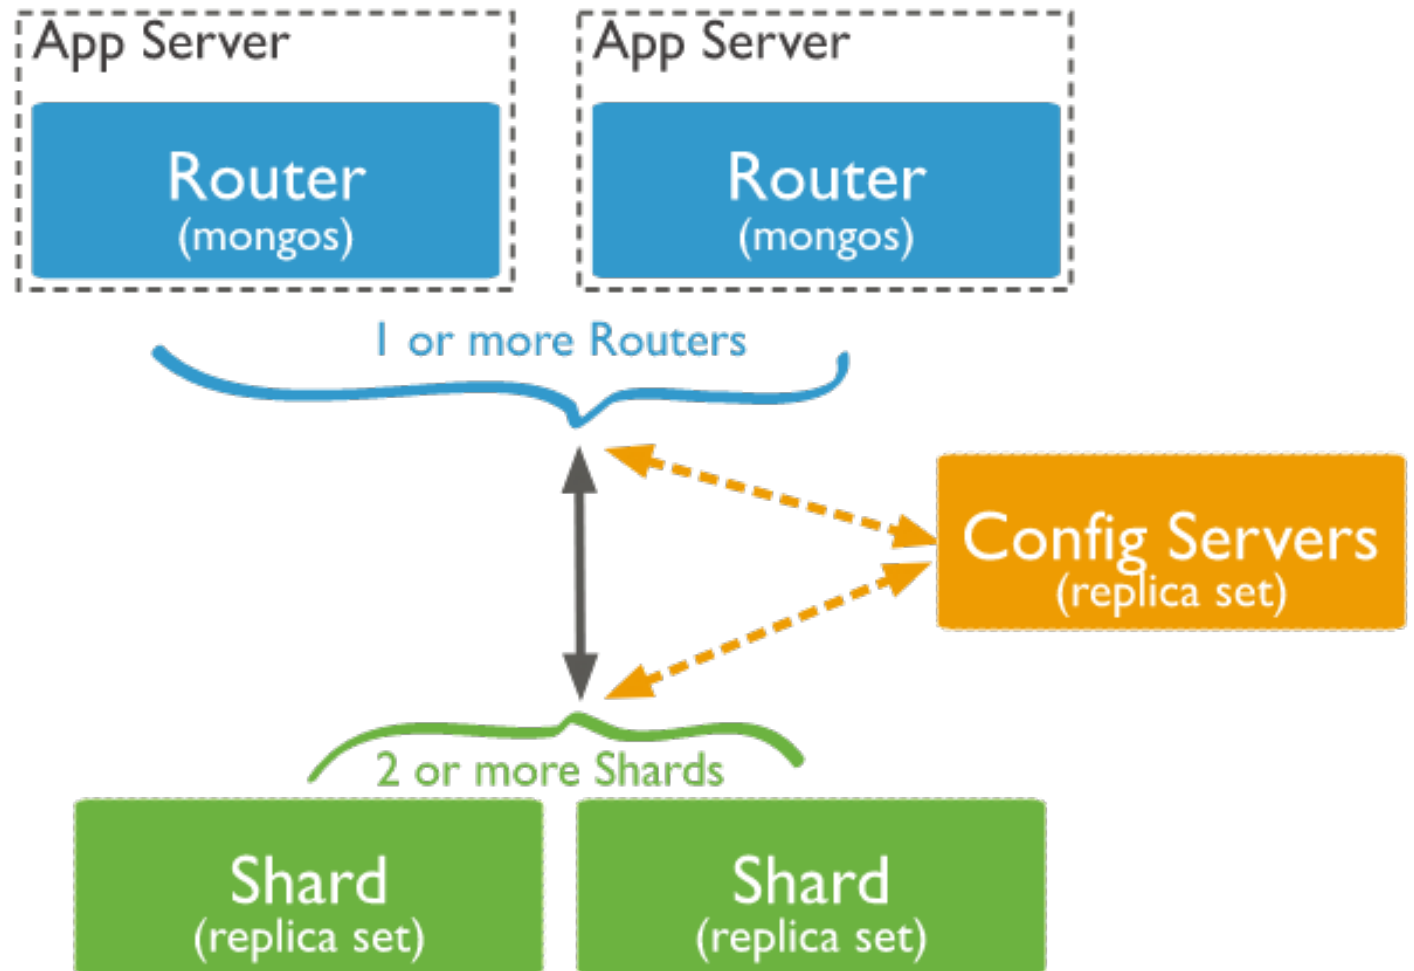 App Server
App Server
Router
(mongos)
Router
(mongos)
1 or more Routers
Config Servers
(replica set)
2 or more Shards
Shard
(replica set)
Shard
(replica set)